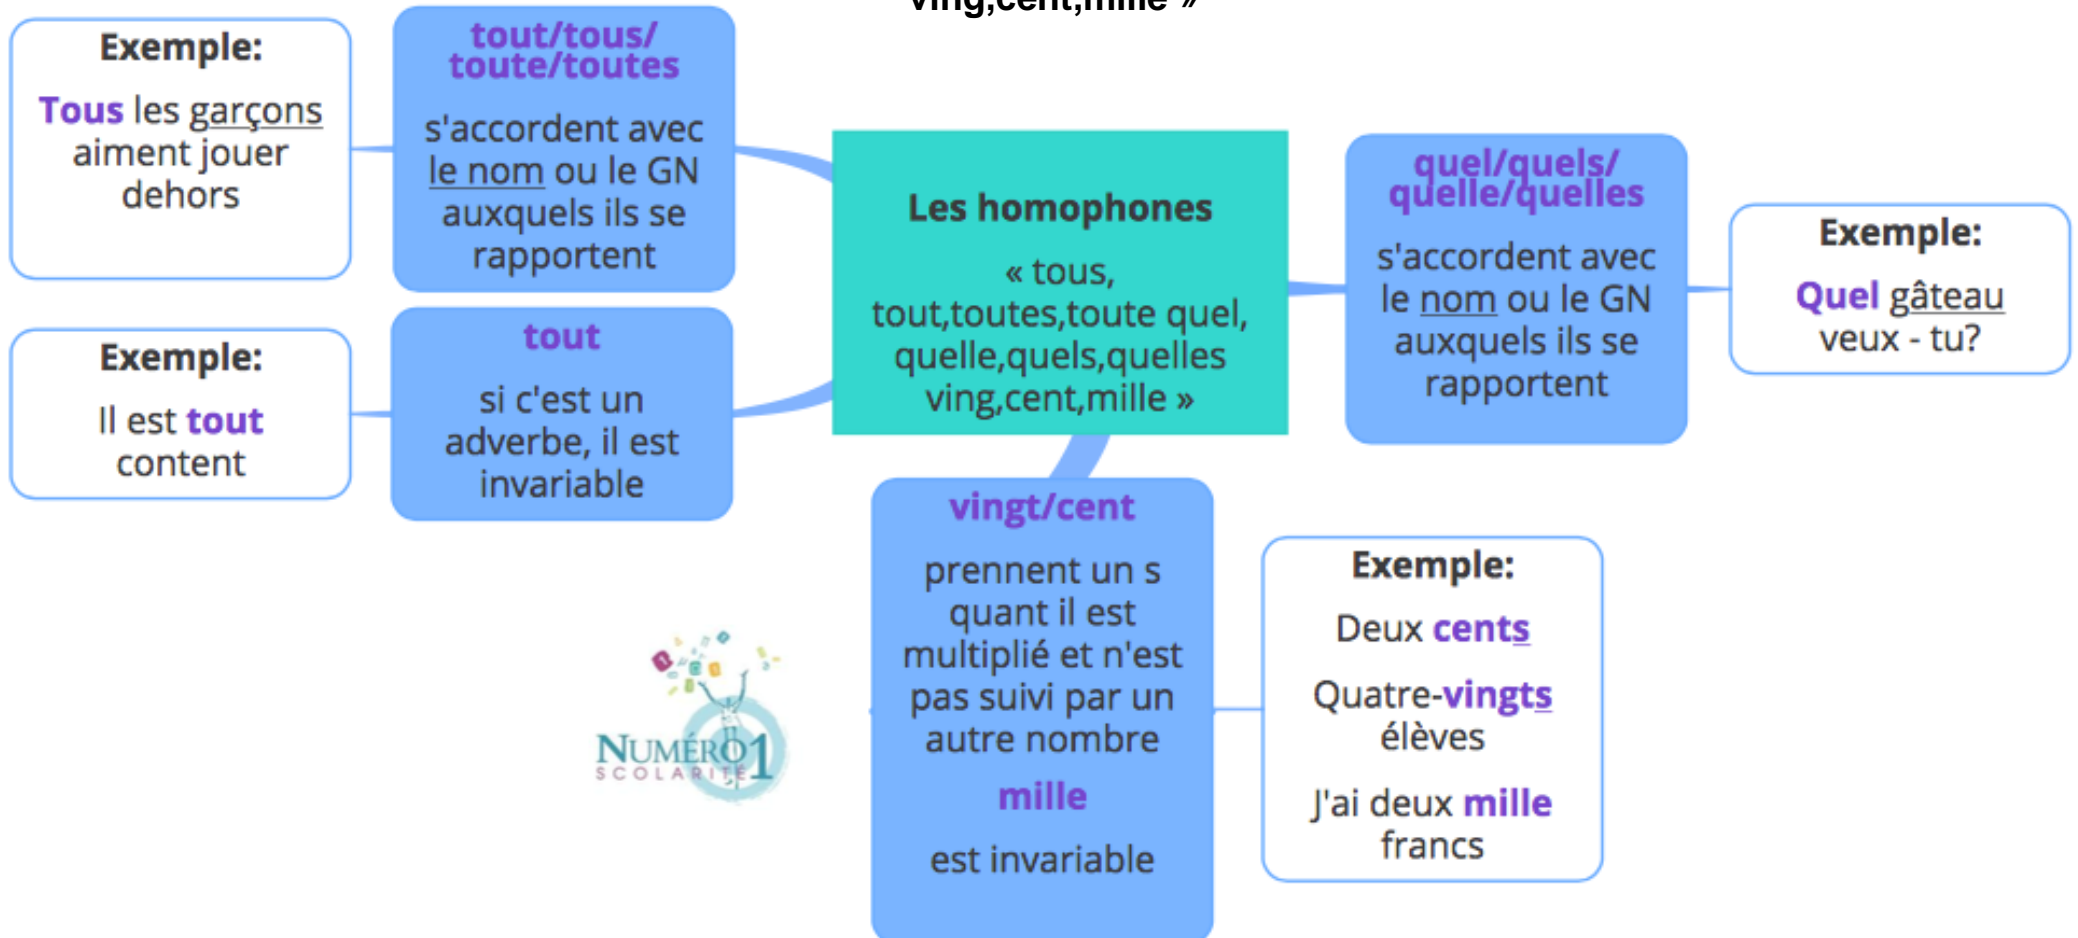 ving,cent,mille »
Exemple:
Tous les garçons
aiment jouer
dehors
tout/tous/
toute/toutes
s'accordent avec
le nom ou le GN
auxquels ils se
rapportent
Exemple:
Il est tout
content
tout
si c'est un
adverbe, il est
invariable
Les homophones
« tous,
tout,toutes,toute quel,
quelle,quels,quelles
ving,cent,mille »
quel/quels/
quelle/quelles
s'accordent avec
le nom ou le GN
auxquels ils se
rapportent
Exemple:
Quel gâteau
veux - tu?
vingt/cent
prennent un s
quant il est
multiplié et n'est
pas suivi par un
autre nombre
mille
est invariable
Exemple:
Deux cents
Quatre-vingts
élèves
J'ai deux mille
francs
NUMÉRO1
SCOLARITÉ